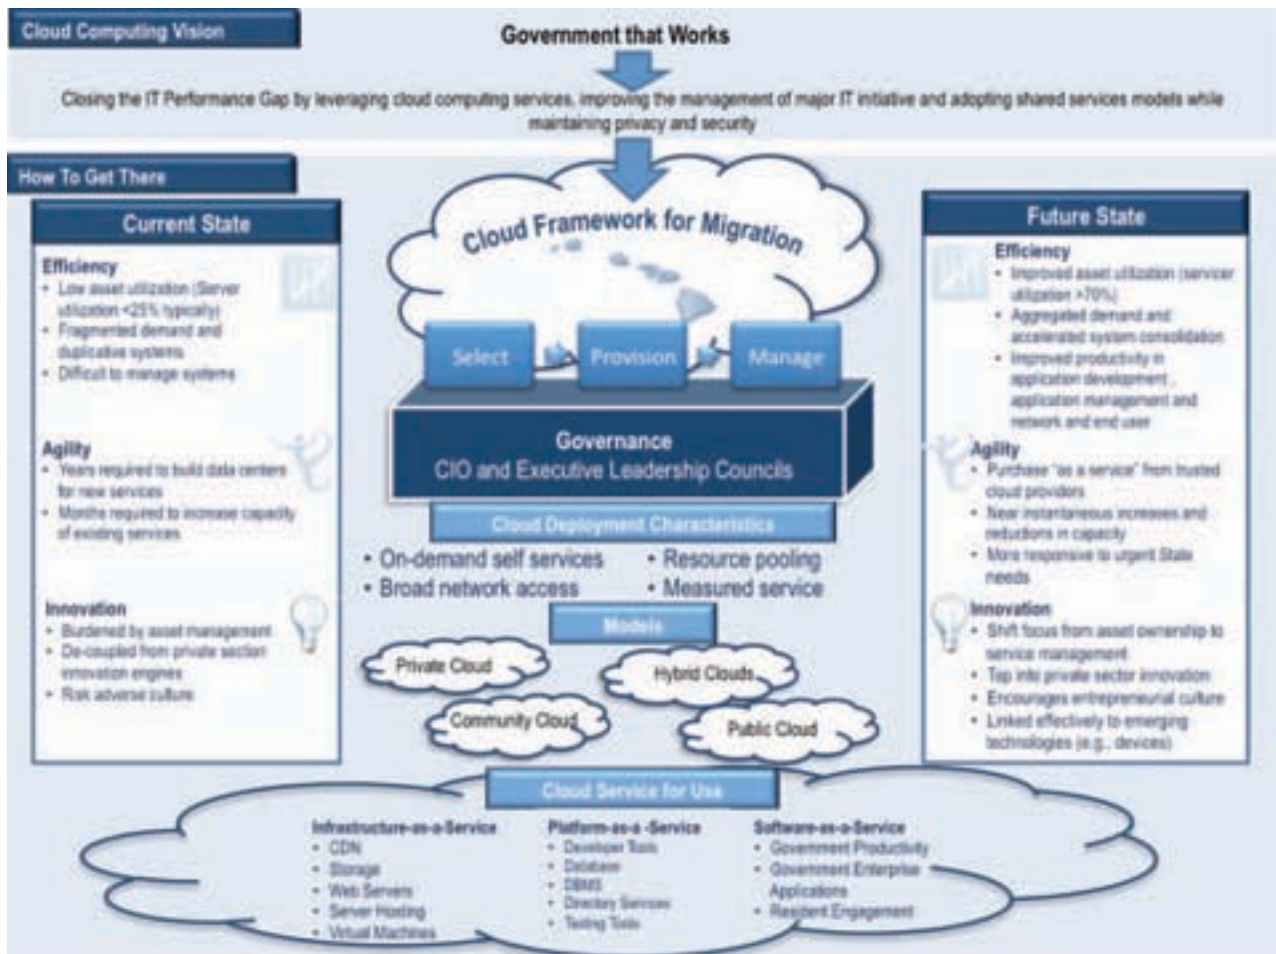 Cloud Computing Vision
Government that Works
Closing the IT Performance Gap by leveraging cloud computing services, improving the management of major IT initiative and adopting shared services models while
maintaining privacy and security
How To Get There
Current State
Efficiency
• Low asset utilization (Server
utilization <25% typically)
• Fragmented demand and
duplicative systems
• Difficult to manage systems
Agility
• Years required to build data centers
for new services
• Months required to increase capacity
of existing services
Innovation
• Burdened by asset management
• De-coupled from private section
innovation engines
• Risk adverse culture
Cloud Framework for Migration
Select
Provision
Manage
Governance
CIO and Executive Leadership Councils
Cloud Deployment Characteristics
• On-demand self services
• Broad network access
• Resource pooling
• Measured service
Models
Private Cloud
Hybrid Clouds
Community Cloud
Public Cloud
Future State
Efficiency
• Improved asset utilization (servicer
utilization >70%)
• Aggregated demand and
accelerated system consolidation
• Improved productivity in
application development ,
application management and
network and end user
Agility
• Purchase "as a service" from trusted
cloud providers
• Near instantaneous increases and
reductions in capacity
• More responsive to urgent State
needs
Innovation
• Shift focus from asset ownership to
service management
• Tap into private sector innovation
• Encourages entrepreneurial culture
• Linked effectively to emerging
technologies (e.g., devices)
Cloud Service for Use
Infrastructure-as-a-Service
• CDN
• Storage
• Web Servers
• Server Hosting
• Virtual Machines
Platform-as-a -Service
• Developer Tools
• Database
• DBMS
• Directory Services
• Testing Tools
Software-as-a-Service
• Government Productivity
• Government Enterprise
Applications
• Resident Engagement